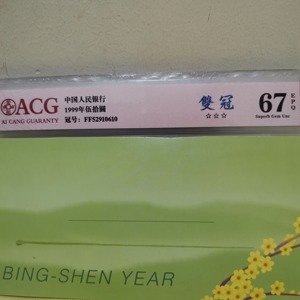 ACG
AI CANG GUARANTY
中国人民银行
1999年伍拾圆
冠号: FF52910610
雙冠
☆☆☆
67
EPQ
Superb Gem Unc
BING-SHEN YEAR